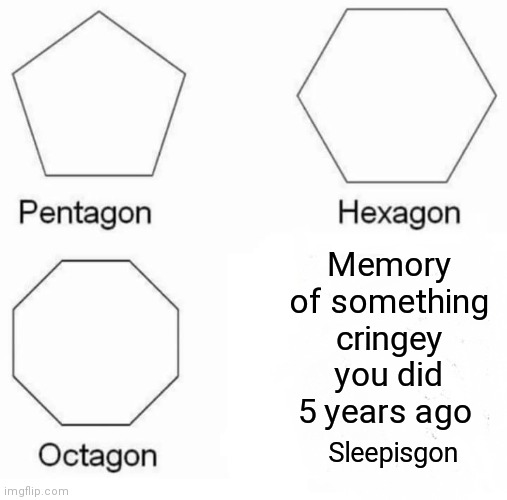 Pentagon
Hexagon
Memory
of something
cringey
you did
5 years ago
Octagon
Sleepisgon
imgflip.com